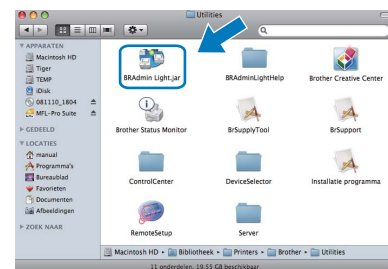 Utilities
APPARATEN
Macintosh HD
Tiger
TEMP
iDisk
081110_1804
MFL-Pro Suite
GEDEELD
LOCATIES
manual
Programma's
Bureaublad
Favorieten
Documenten
Afbeeldingen
ZOEK NAAR
BRAdmin Light.jar
BRAdminLightHelp
Brother Creative Center
Brother Status Monitor
BrSupplyTool
BrSupport
ControlCenter
DeviceSelector
Installatie programma
RemoteSetup
Server
Macintosh HD ▸ Bibliotheek ▸ Printers ▸ Brother ▸ Utilities
11 onderdelen, 19,55 GB beschikbaar